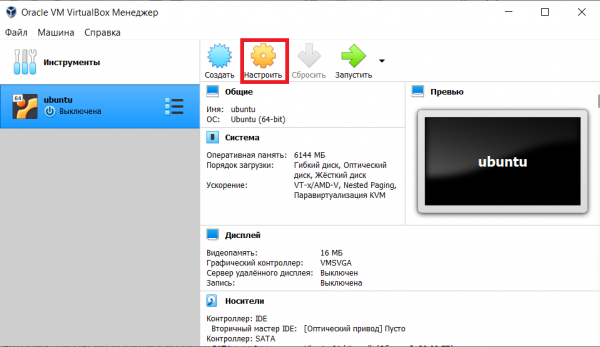 Oracle VM VirtualBox Менеджер
Файл Машина Справка
Инструменты
Создать Настроить Сбросить Запустить
64
ubuntu
Выключена
Общие
Имя: ubuntu
ОС: Ubuntu (64-bit)
Превью
ubuntu
Система
Оперативная память: 6144 МБ
Порядок загрузки: Гибкий диск, Оптический
диск, Жёсткий диск
Ускорение: VT-x/AMD-V, Nested Paging,
Паравиртуализация KVM
Дисплей
Видеопамять: 16 МБ
Графический контроллер: VMSVGA
Сервер удалённого дисплея: Выключен
Запись: Выключена
Носители
Контроллер: IDE
Вторичный мастер IDE: [Оптический привод] Пусто
Контроллер: SATA